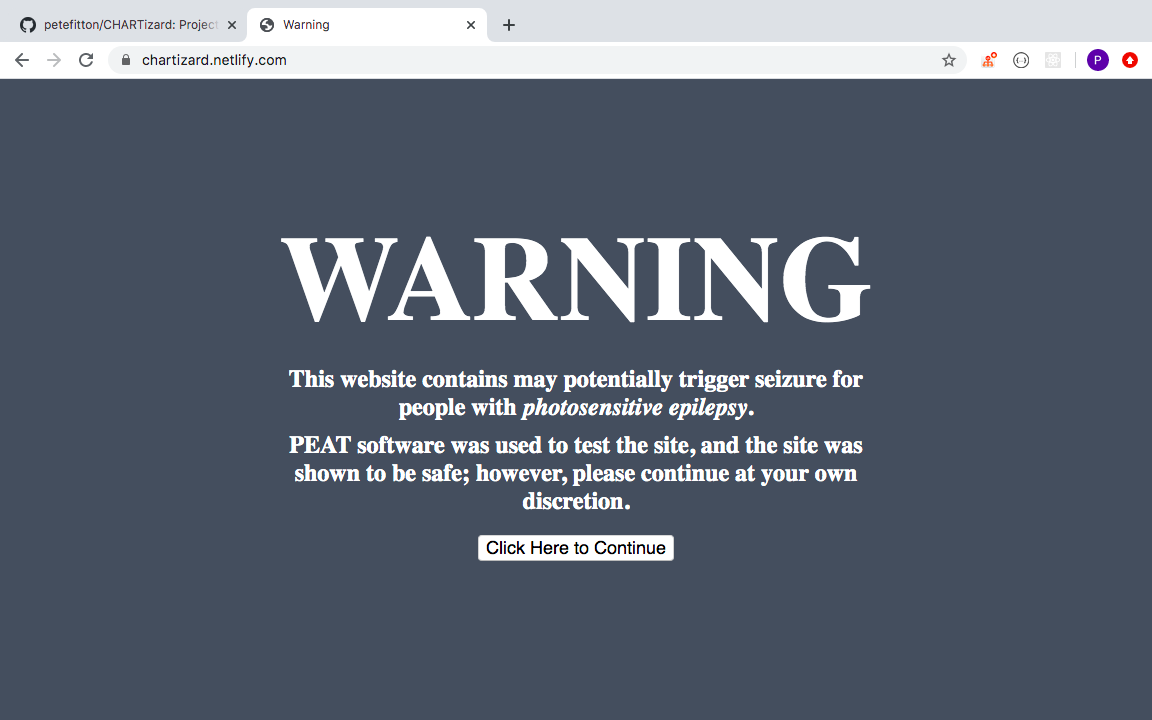 petefitton/CHARTizard: Project
Warning
chartizard.netlify.com
P
WARNING
This website contains may potentially trigger seizure for
people with photosensitive epilepsy.
PEAT software was used to test the site, and the site was
shown to be safe; however, please continue at your own
discretion.
Click Here to Continue